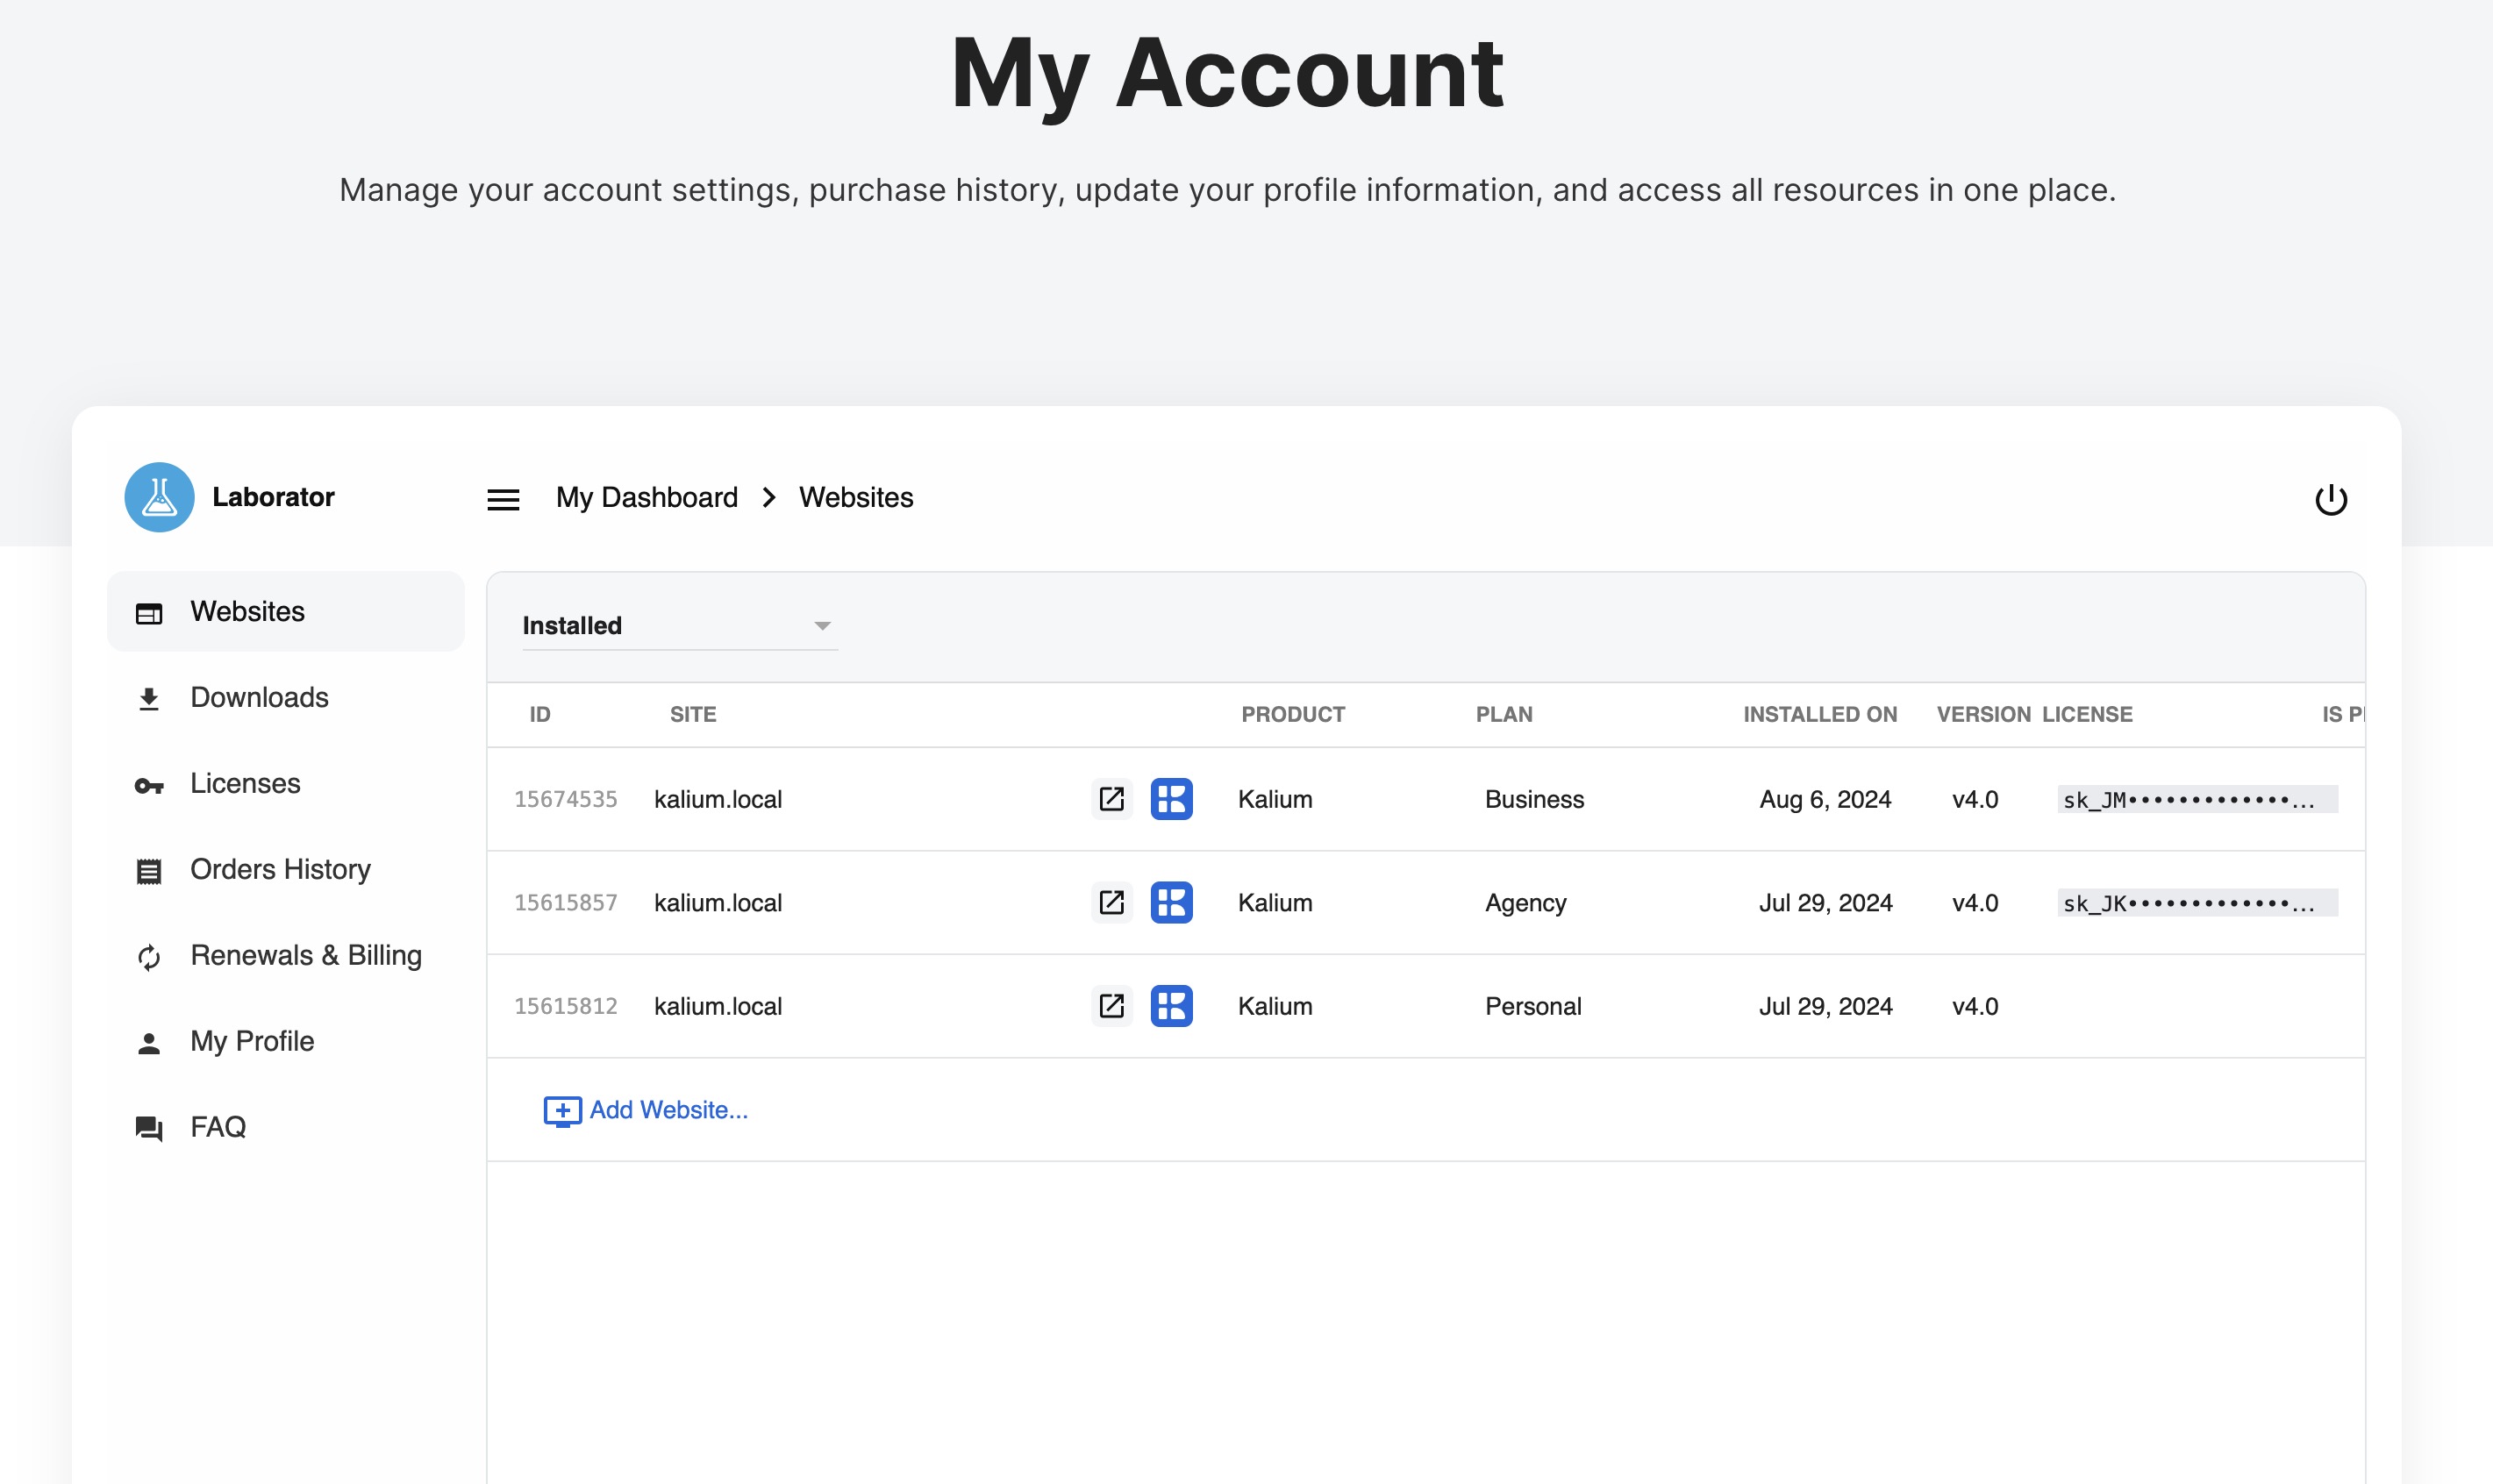 My Account
Manage your account settings, purchase history, update your profile information, and access all resources in one place.
Laborator
My Dashboard > Websites
Websites
Downloads
Licenses
Orders History
Renewals & Billing
My Profile
FAQ
Installed
ID SITE PRODUCT PLAN INSTALLED ON VERSION LICENSE IS
15674535 kalium.local Kalium Business Aug 6, 2024 v4.0 sk_JM•••••••••••••...
15615857 kalium.local Kalium Agency Jul 29, 2024 v4.0 sk_JK•••••••••••••...
15615812 kalium.local Kalium Personal Jul 29, 2024 v4.0
Add Website...